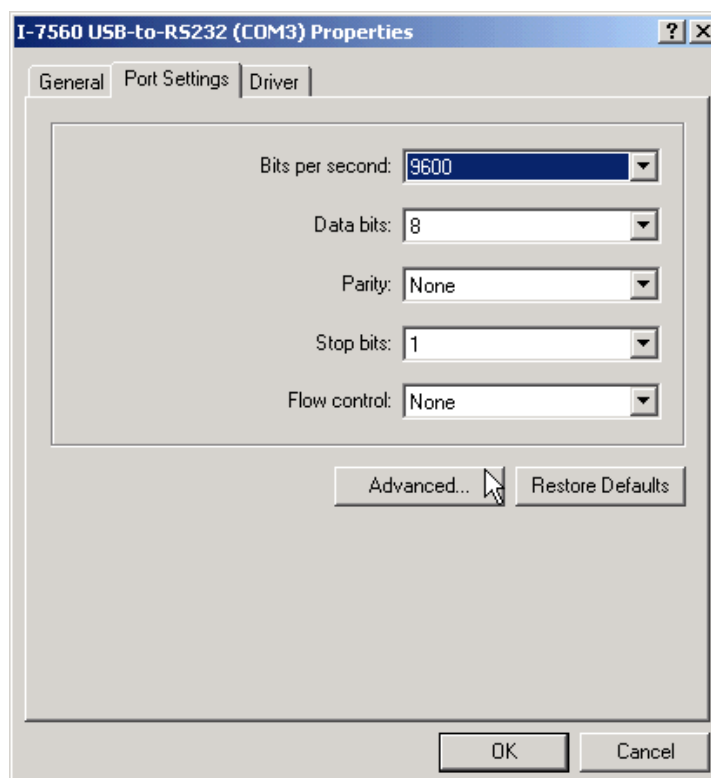 I-7560 USB-to-RS232 (COM3) Properties
General Port Settings Driver
Bits per second: 9600
Data bits: 8
Parity: None
Stop bits: 1
Flow control: None
Advanced... Restore Defaults
OK Cancel